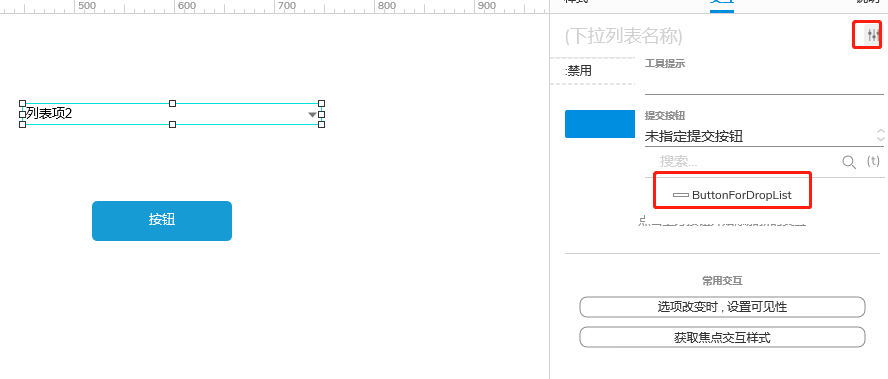 样式 交互 说明
500 600 700 800 900
(下拉列表名称)
工具提示
:禁用
列表项2
提交按钮
未指定提交按钮
搜索... (t)
ButtonForDropList
按钮
常用交互
选项改变时 , 设置可见性
获取焦点交互样式